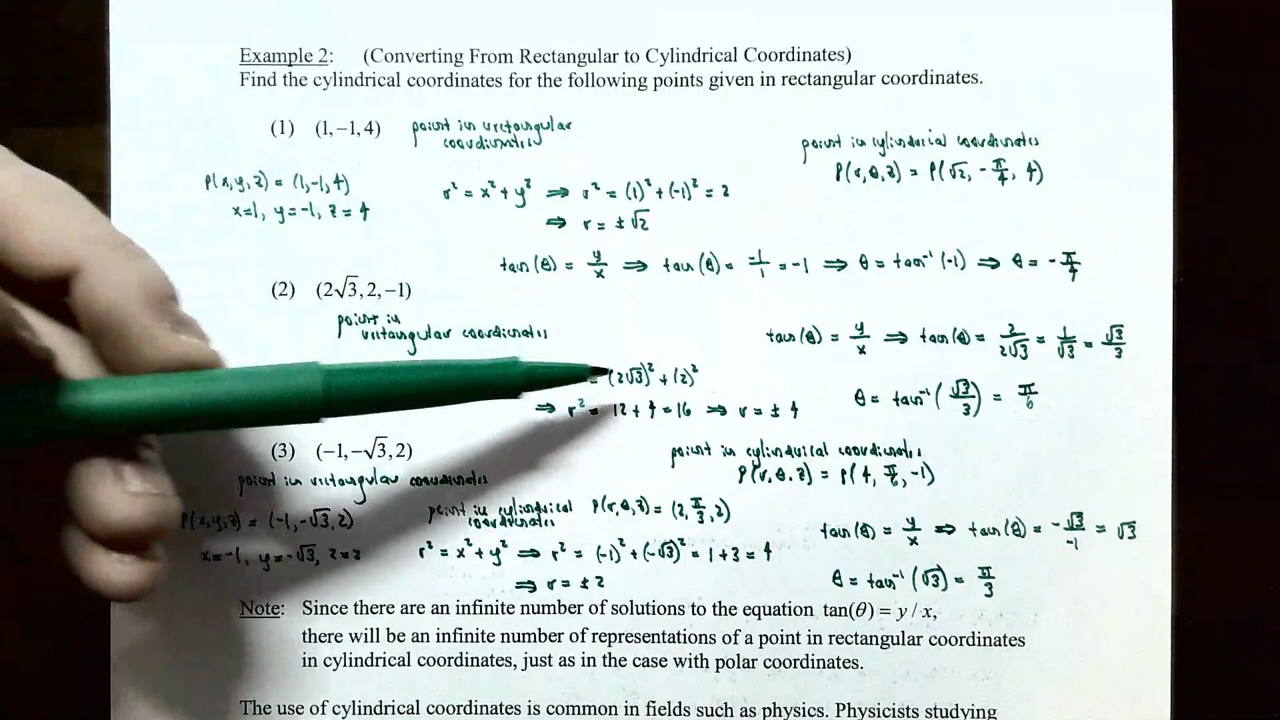 Example 2: (Converting From Rectangular to Cylindrical Coordinates)
Find the cylindrical coordinates for the following points given in rectangular coordinates.
(1) (1, −1, 4) point in rectangular coordinates
point in cylindrical coordinates
P(r, θ, z) = P(√2, −π/4, 4)
P(x, y, z) = (1, −1, 4)
x=1, y=−1, z=4
r² = x² + y² ⇒ r² = (1)² + (−1)² = 2
⇒ r = ±√2
tan(θ) = y/x ⇒ tan(θ) = −1/1 = −1 ⇒ θ = tan⁻¹(−1) ⇒ θ = −π/4
(2) (2√3, 2, −1)
point in rectangular coordinates
tan(θ) = y/x ⇒ tan(θ) = 2/2√3 = 1/√3 = √3/3
= (2√3)² + (2)²
⇒ r² = 12 + 4 = 16 ⇒ r = ± 4
θ = tan⁻¹(√3/3) = π/6
(3) (−1, −√3, 2)
point in rectangular coordinates
point in cylindrical coordinates
P(r, θ, z) = P(4, π/6, −1)
P(x, y, z) = (−1, −√3, 2)
x=−1, y=−√3, z=2
point in cylindrical coordinates P(r, θ, z) = (2, π/3, 2)
r² = x² + y² ⇒ r² = (−1)² + (−√3)² = 1 + 3 = 4
⇒ r = ± 2
tan(θ) = y/x ⇒ tan(θ) = −√3/−1 = √3
θ = tan⁻¹(√3) = π/3
Note: Since there are an infinite number of solutions to the equation tan(θ) = y / x,
there will be an infinite number of representations of a point in rectangular coordinates
in cylindrical coordinates, just as in the case with polar coordinates.
The use of cylindrical coordinates is common in fields such as physics. Physicists studying